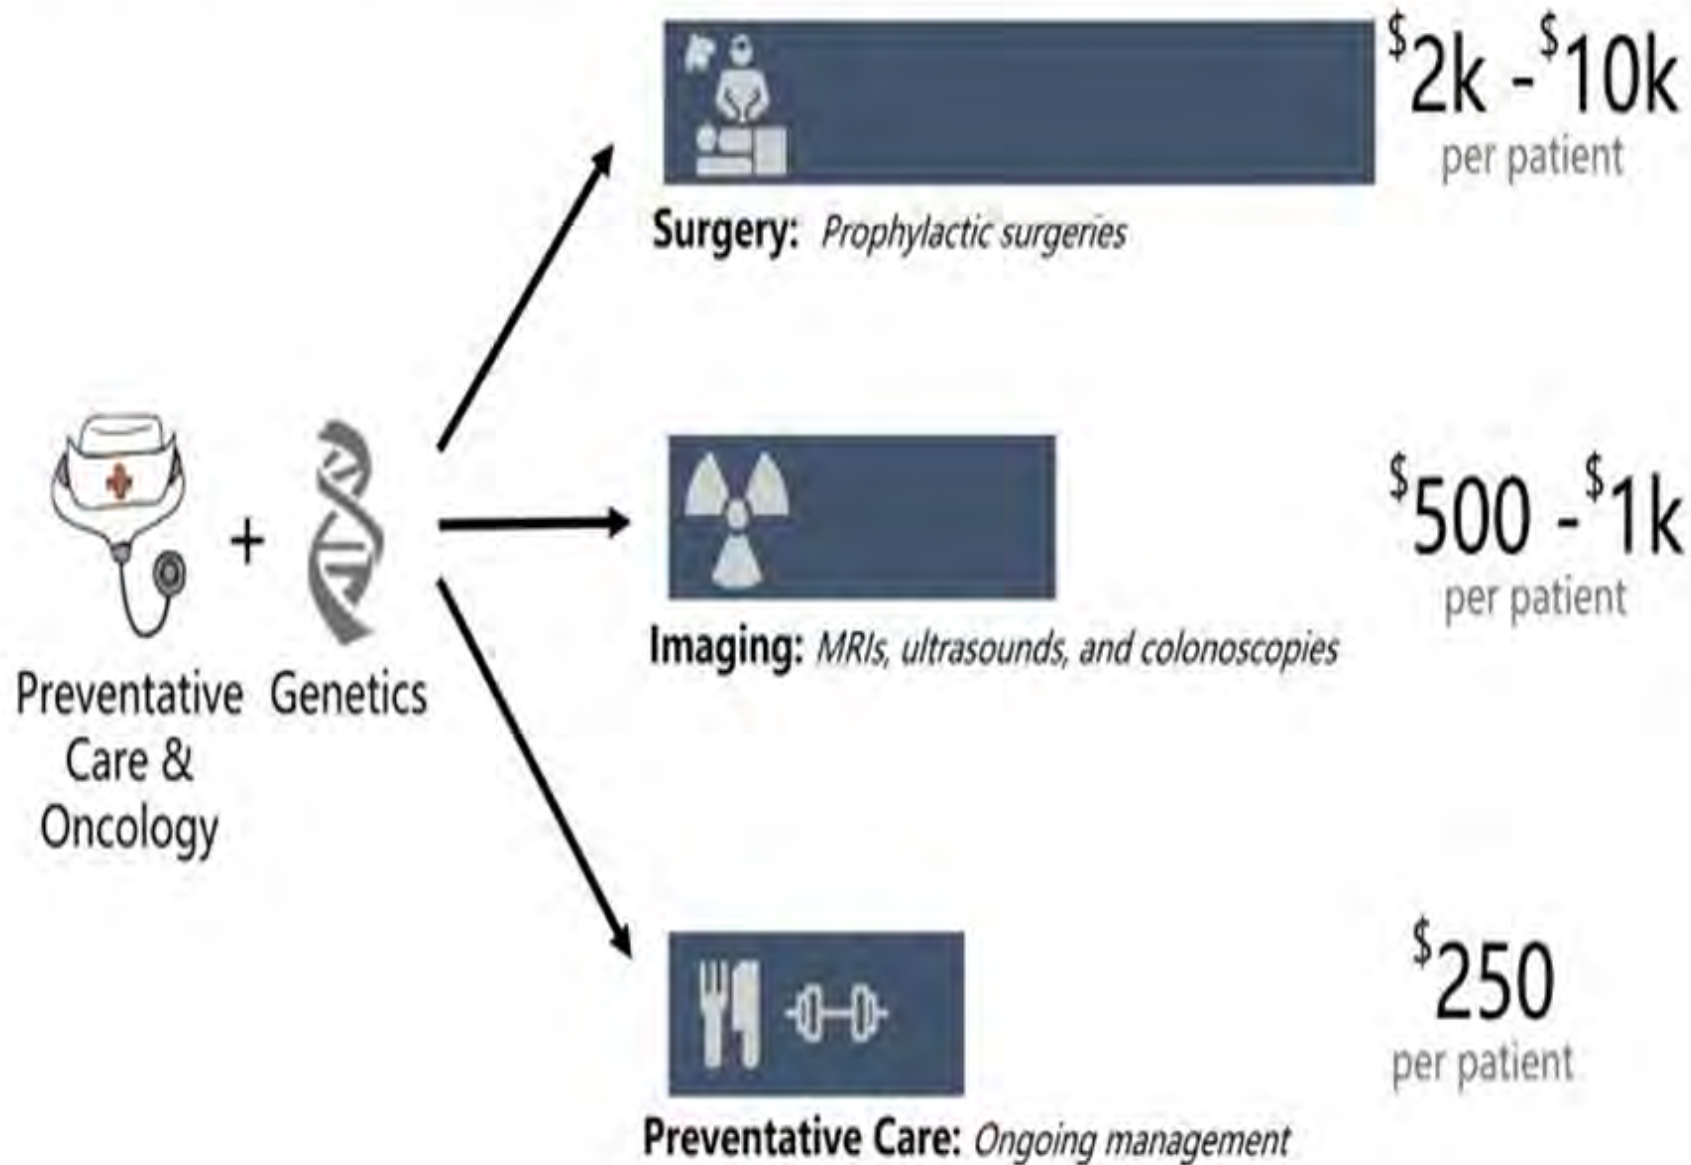 $2k - $10k
per patient
Surgery: Prophylactic surgeries
$500 - $1k
per patient
Imaging: MRIs, ultrasounds, and colonoscopies
+
Preventative
Care &
Oncology
Genetics
$250
per patient
Preventative Care: Ongoing management